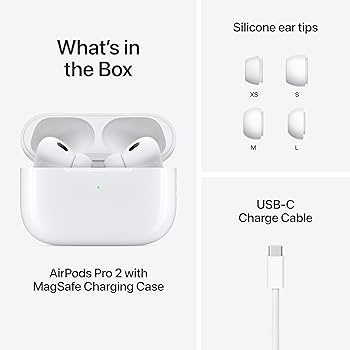 What's in
the Box
AirPods Pro 2 with
MagSafe Charging Case
Silicone ear tips
XS
S
M
L
USB-C
Charge Cable